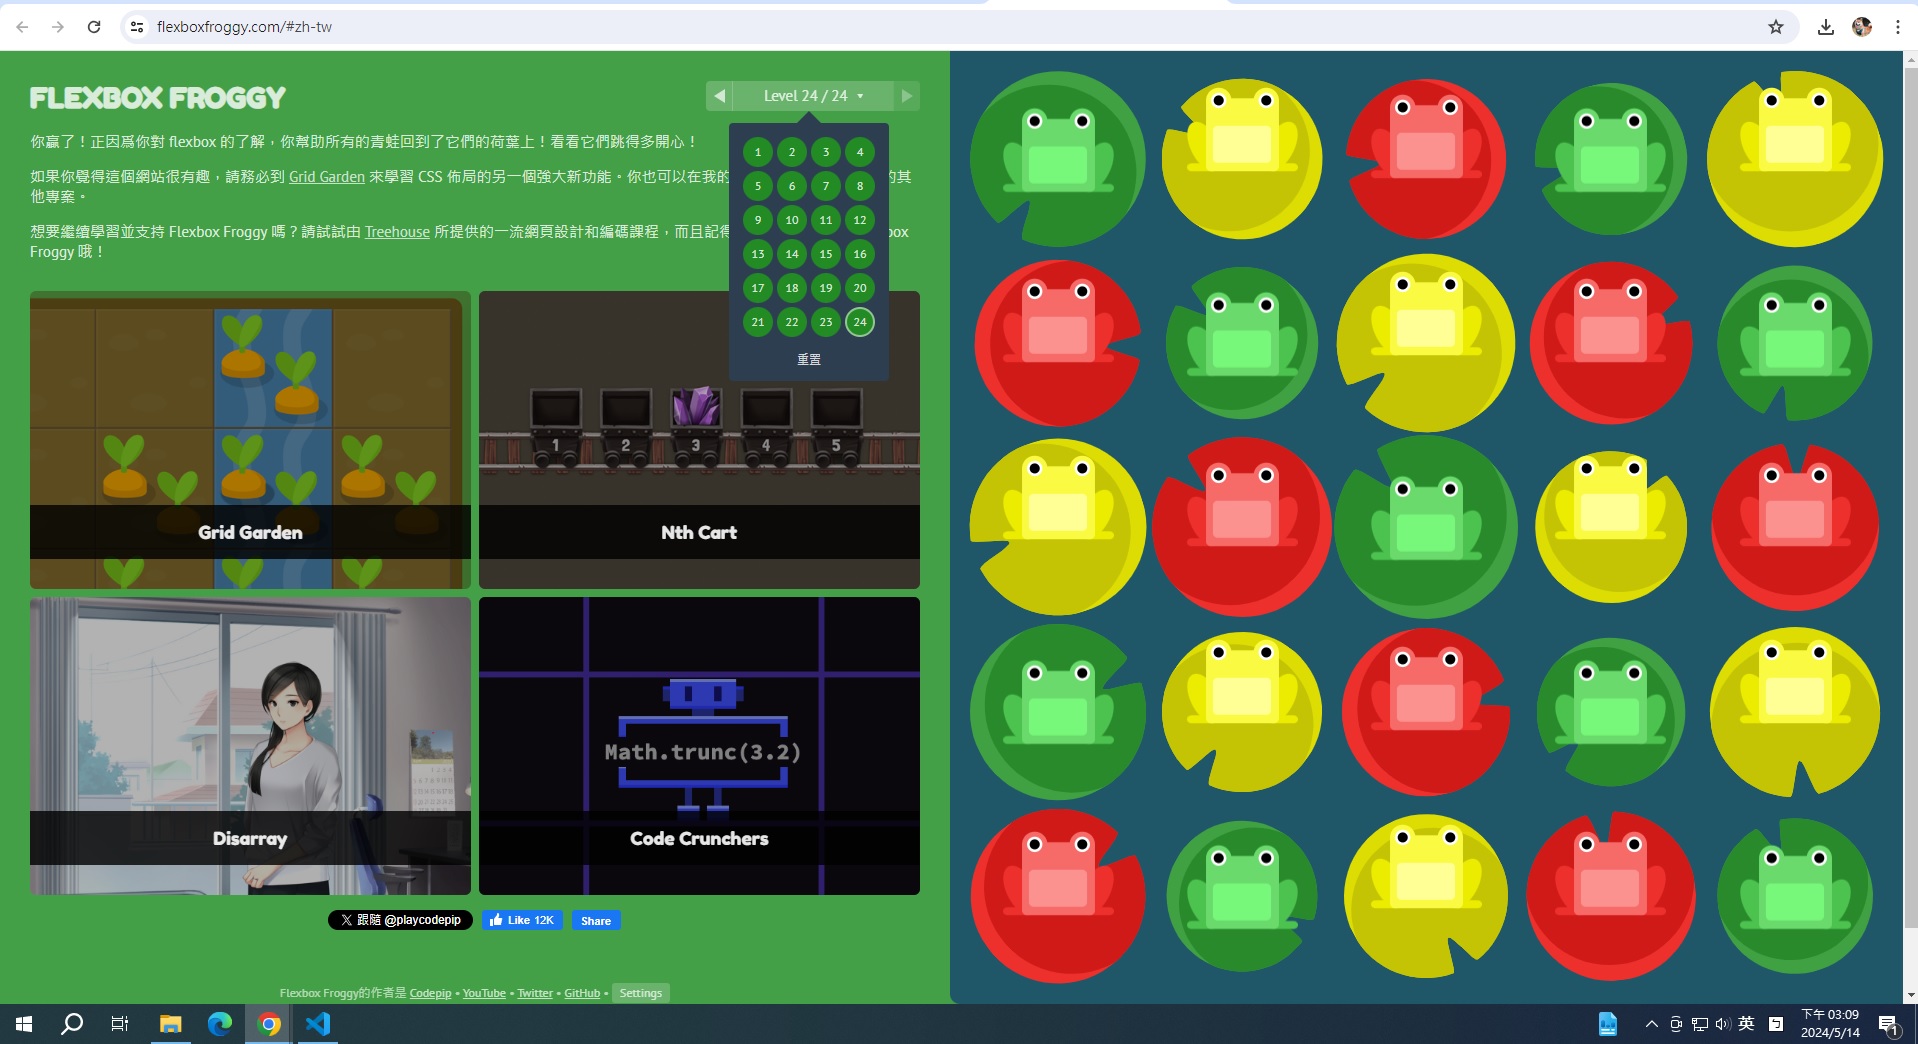 flexboxfroggy.com/#zh-tw
FLEXBOX FROGGY
Level 24 / 24
你贏了！正因爲你對 flexbox 的了解，你幫助所有的青蛙回到了它們的荷葉上！看看它們跳得多開心！
如果你覺得這個網站很有趣，請務必到 Grid Garden 來學習 CSS 佈局的另一個強大新功能。你也可以在我的
的其
他專案。
想要繼續學習並支持 Flexbox Froggy 嗎？請試試由 Treehouse 所提供的一流網頁設計和編碼課程，而且記得
box
Froggy 哦！
1 2 3 4
5 6 7 8
9 10 11 12
13 14 15 16
17 18 19 20
21 22 23 24
重置
1 2 3 4 5
Grid Garden
Nth Cart
Math.trunc(3.2)
Disarray
Code Crunchers
跟隨 @playcodepip
Like 12K
Share
Flexbox Froggy的作者是 Codepip • YouTube • Twitter • GitHub • Settings
英
下午 03:09
2024/5/14
1